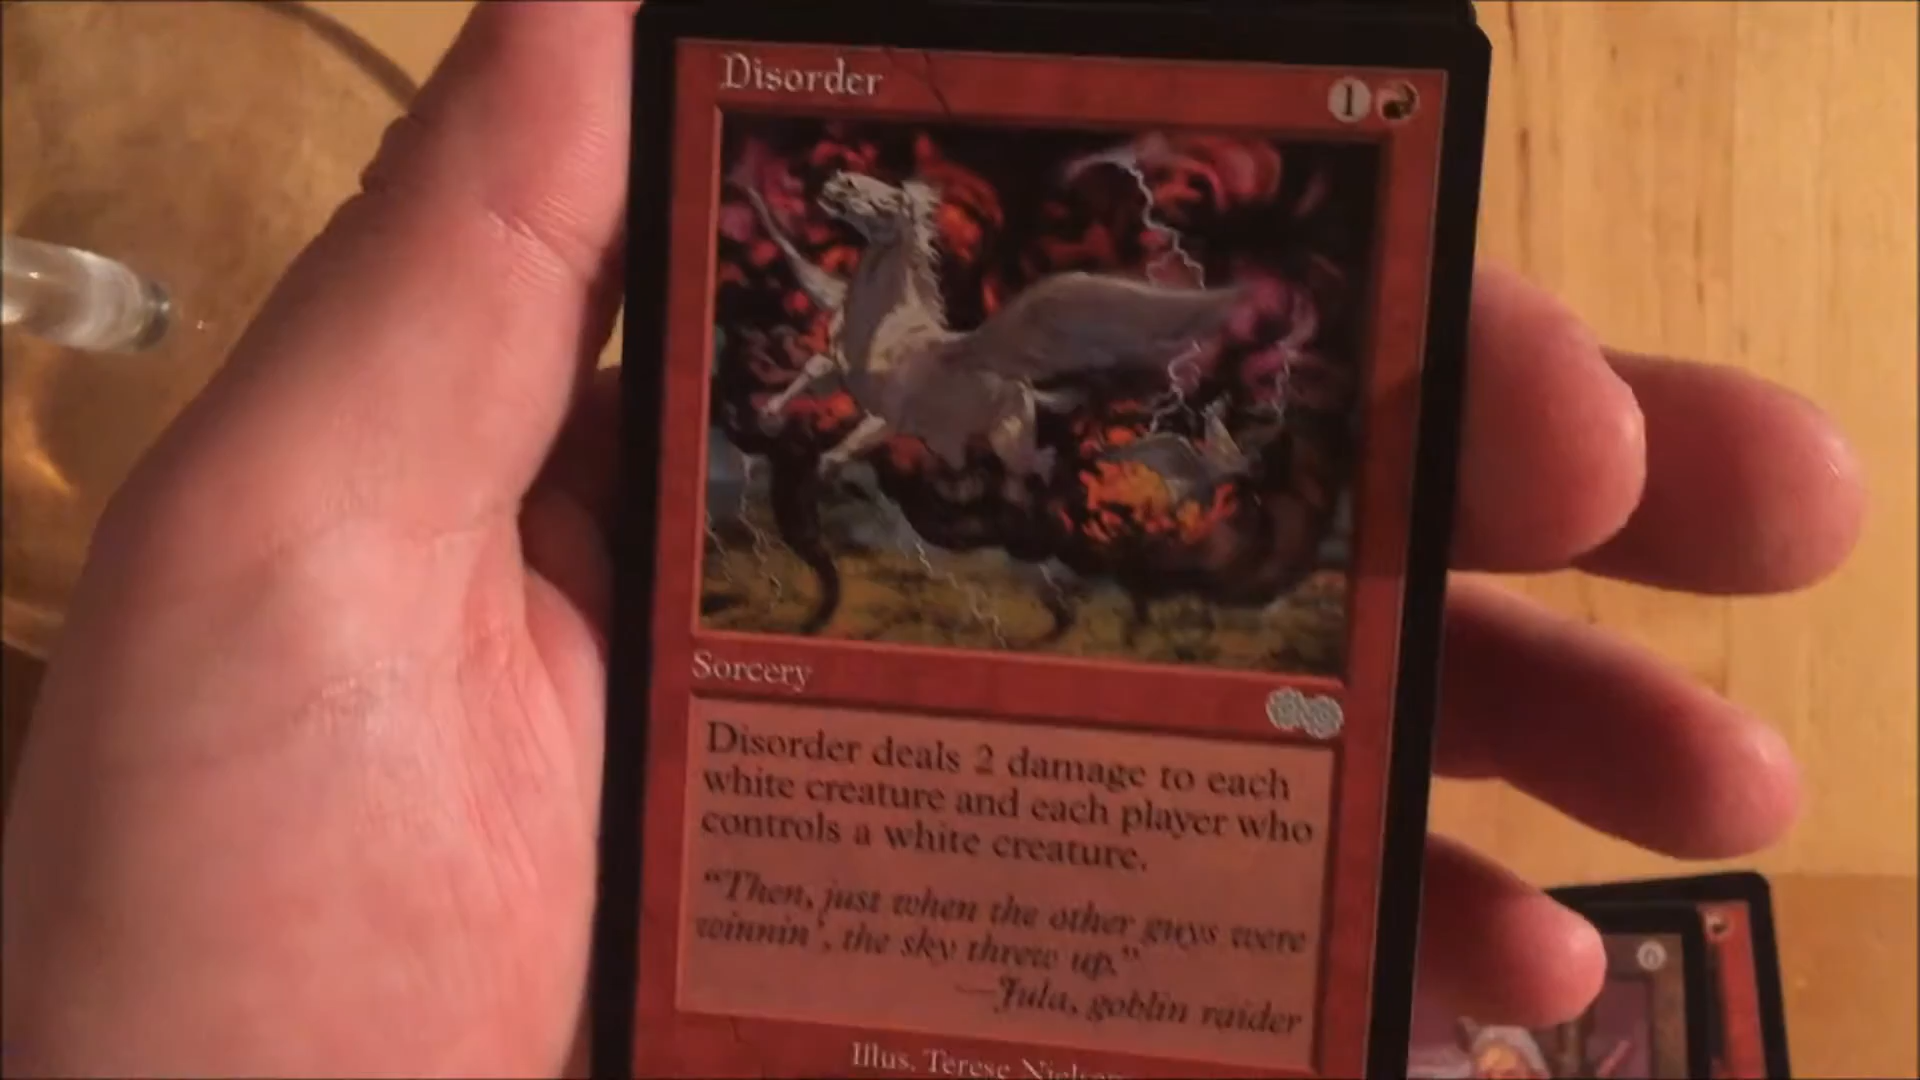 Disorder
1
Sorcery
Disorder deals 2 damage to each
white creature and each player who
controls a white creature.
"Then, just when the other guys were
winnin', the sky threw up."
—Jula, goblin raider
Illus. Terese
6